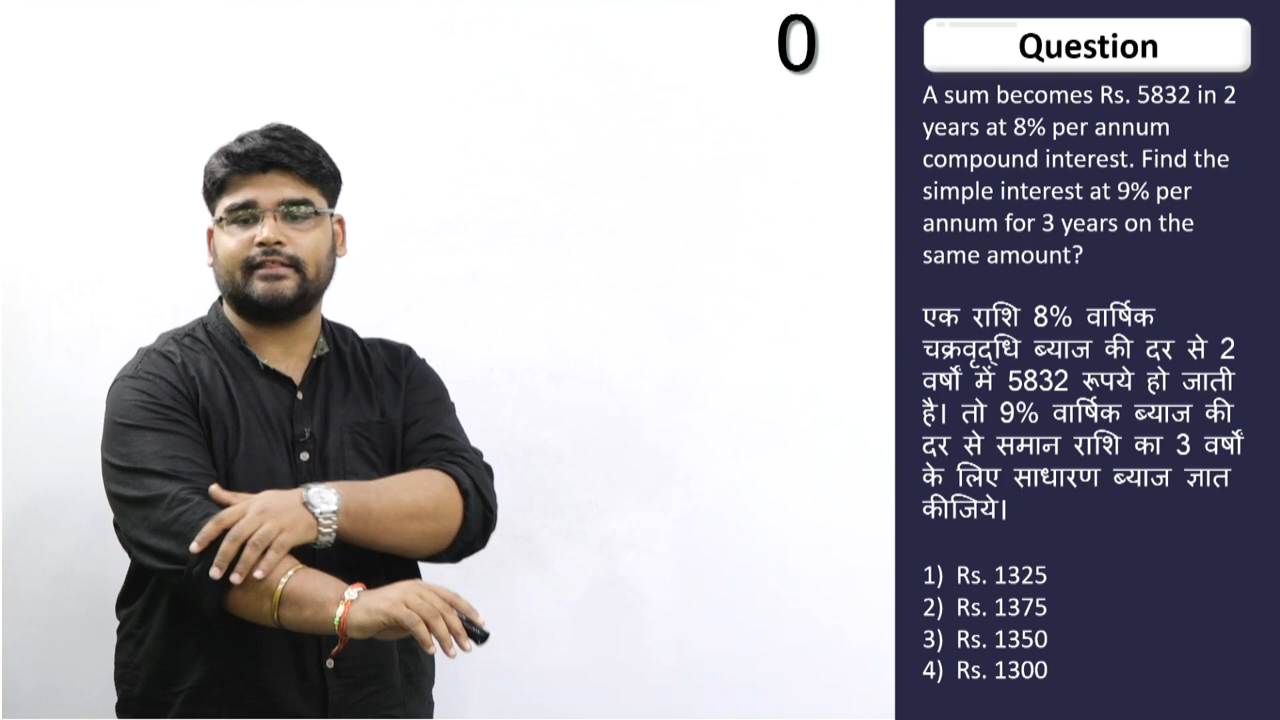 0
Question
A sum becomes Rs. 5832 in 2
years at 8% per annum
compound interest. Find the
simple interest at 9% per
annum for 3 years on the
same amount?
एक राशि 8% वार्षिक
चक्रवृद्धि ब्याज की दर से 2
वर्षों में 5832 रूपये हो जाती
है। तो 9% वार्षिक ब्याज की
दर से समान राशि का 3 वर्षों
के लिए साधारण ब्याज ज्ञात
कीजिये।
1) Rs. 1325
2) Rs. 1375
3) Rs. 1350
4) Rs. 1300